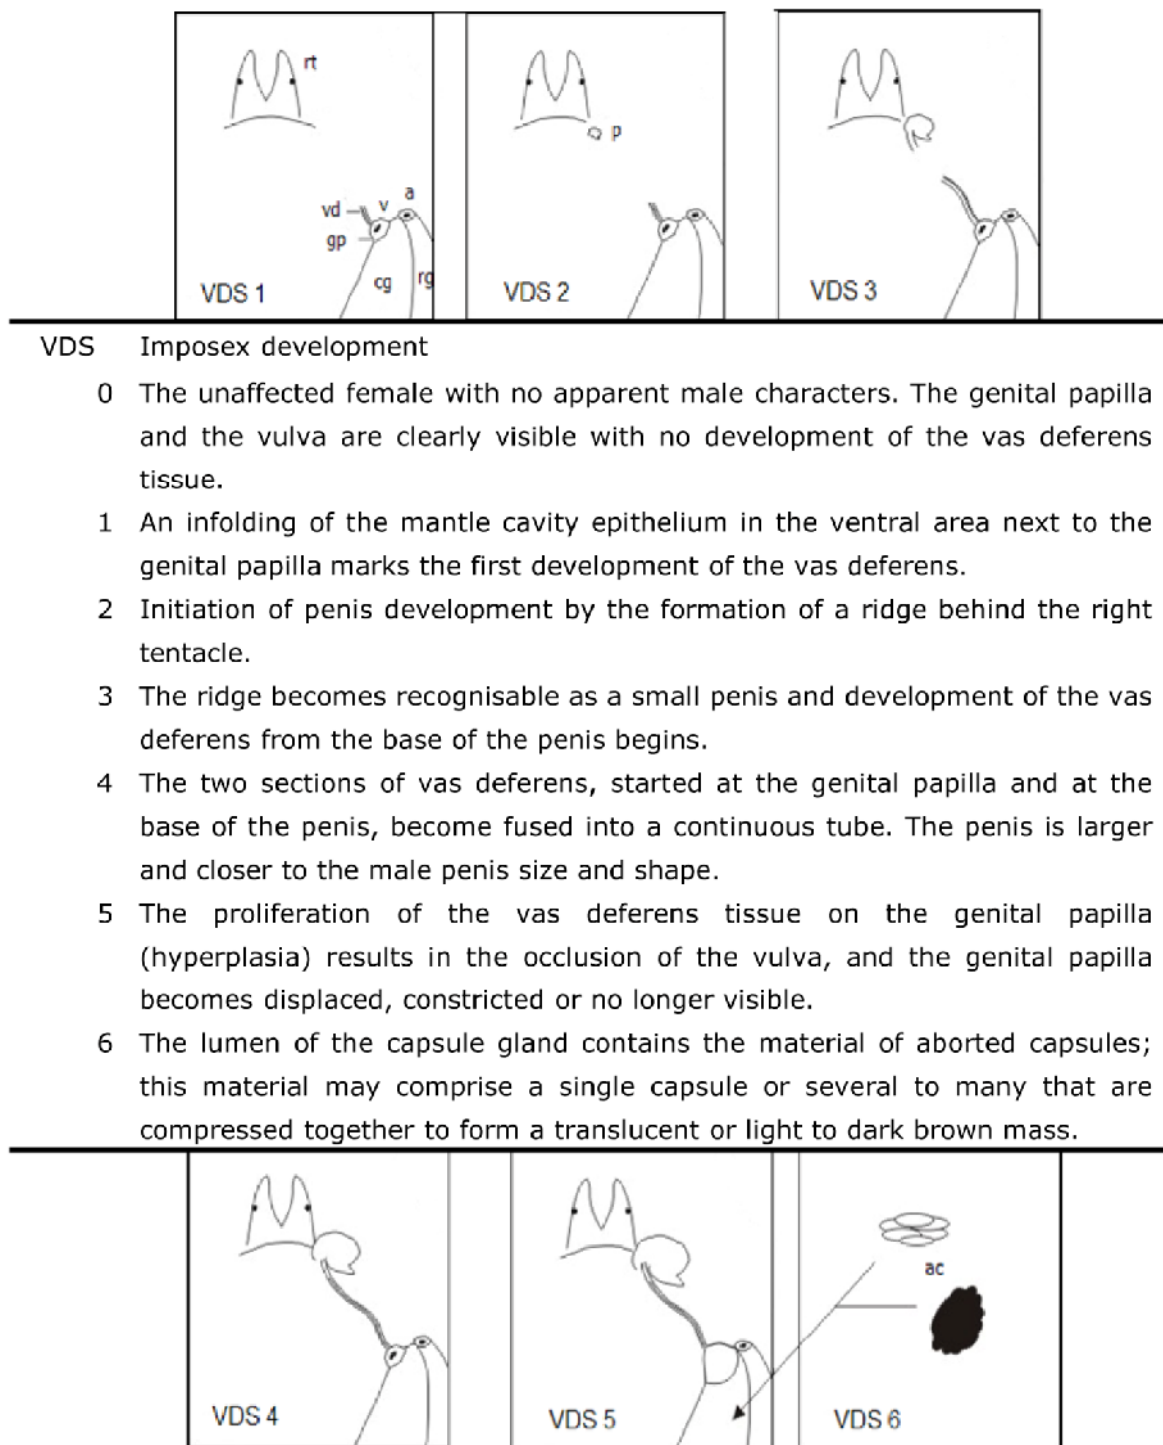 rt
vd
v
a
gp
cg
rg
VDS 1
p
VDS 2
VDS 3
VDS Imposex development
0 The unaffected female with no apparent male characters. The genital papilla
and the vulva are clearly visible with no development of the vas deferens
tissue.
1 An infolding of the mantle cavity epithelium in the ventral area next to the
genital papilla marks the first development of the vas deferens.
2 Initiation of penis development by the formation of a ridge behind the right
tentacle.
3 The ridge becomes recognisable as a small penis and development of the vas
deferens from the base of the penis begins.
4 The two sections of vas deferens, started at the genital papilla and at the
base of the penis, become fused into a continuous tube. The penis is larger
and closer to the male penis size and shape.
5 The proliferation of the vas deferens tissue on the genital papilla
(hyperplasia) results in the occlusion of the vulva, and the genital papilla
becomes displaced, constricted or no longer visible.
6 The lumen of the capsule gland contains the material of aborted capsules;
this material may comprise a single capsule or several to many that are
compressed together to form a translucent or light to dark brown mass.
VDS 4
VDS 5
ac
VDS 6